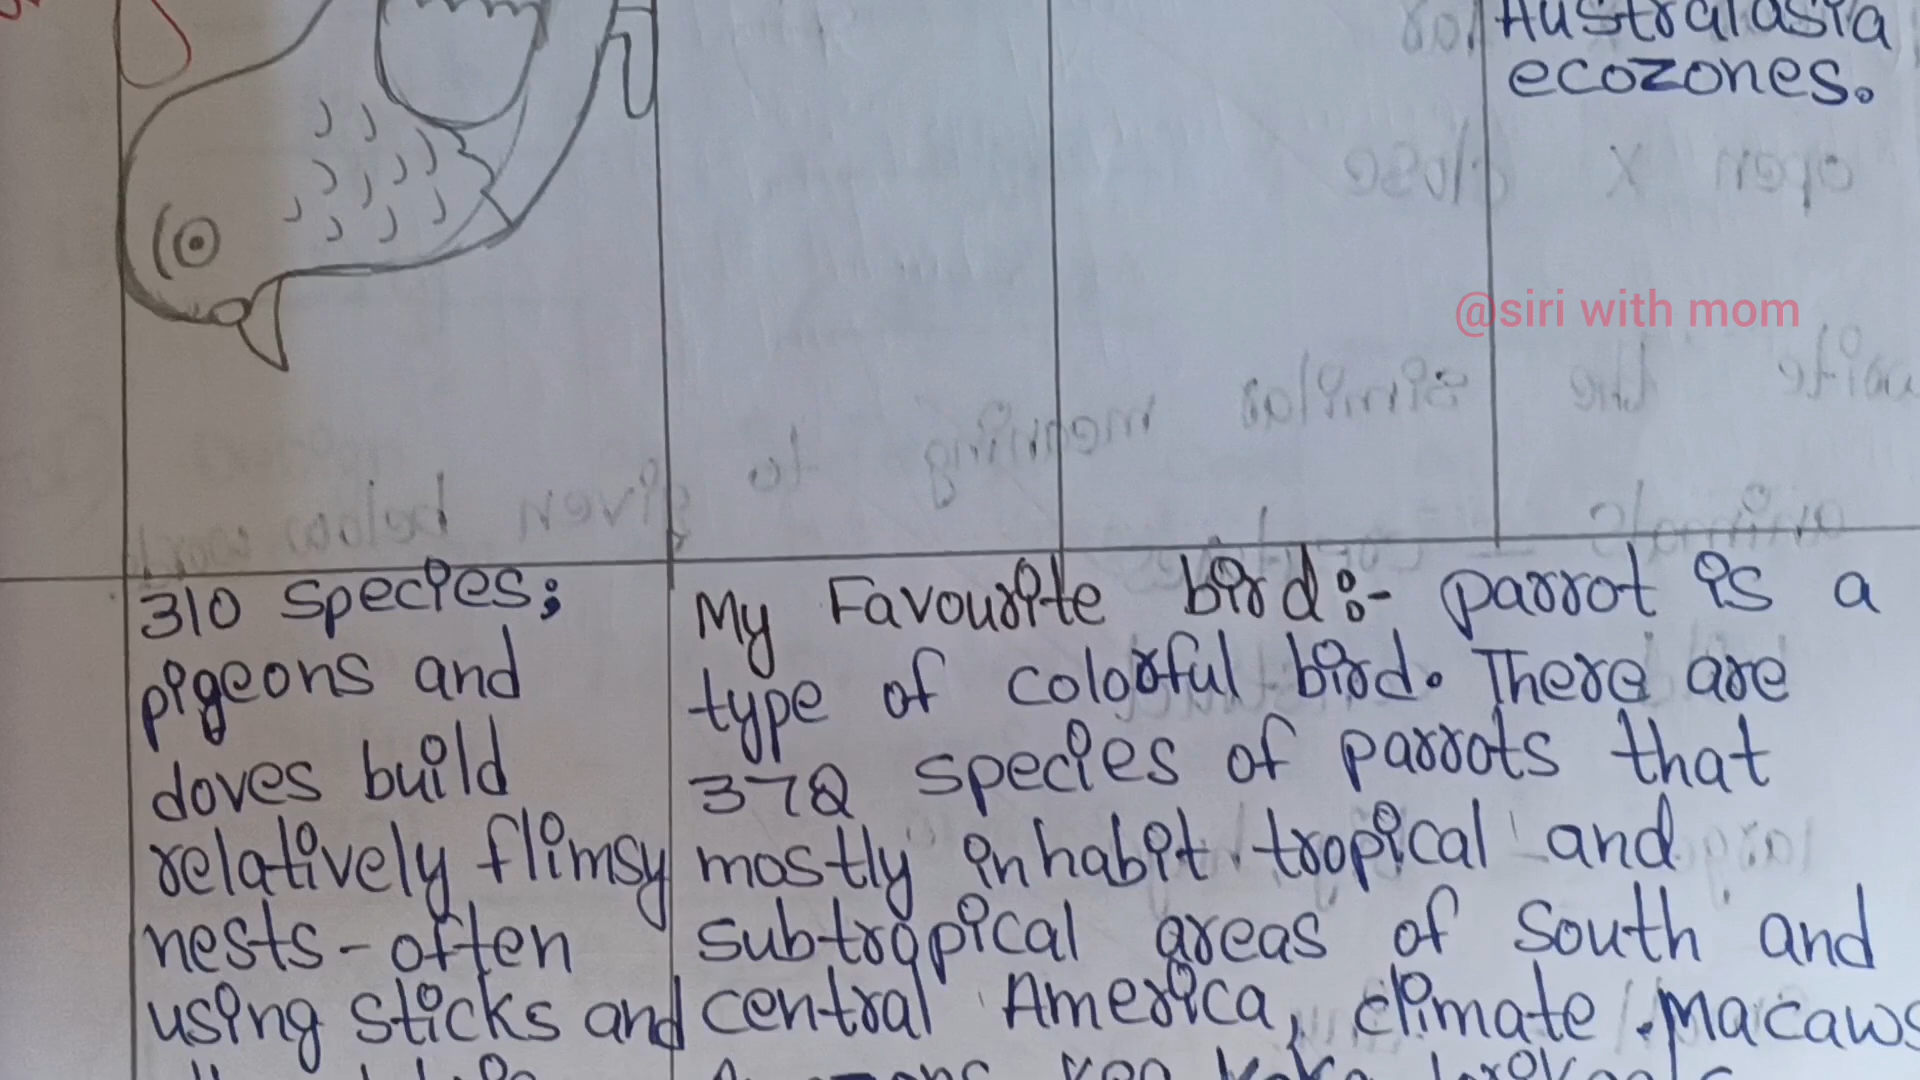 Australasia
ecozones.
@siri with mom
310 species;
pigeons and
doves build
relatively flimsy
nests-often
using sticks and
My Favourite bird:- parrot is a
type of colorful bird. There are
372 species of parrots that
mostly inhabit tropical and
subtropical areas of South and
central America, climate. Macaws